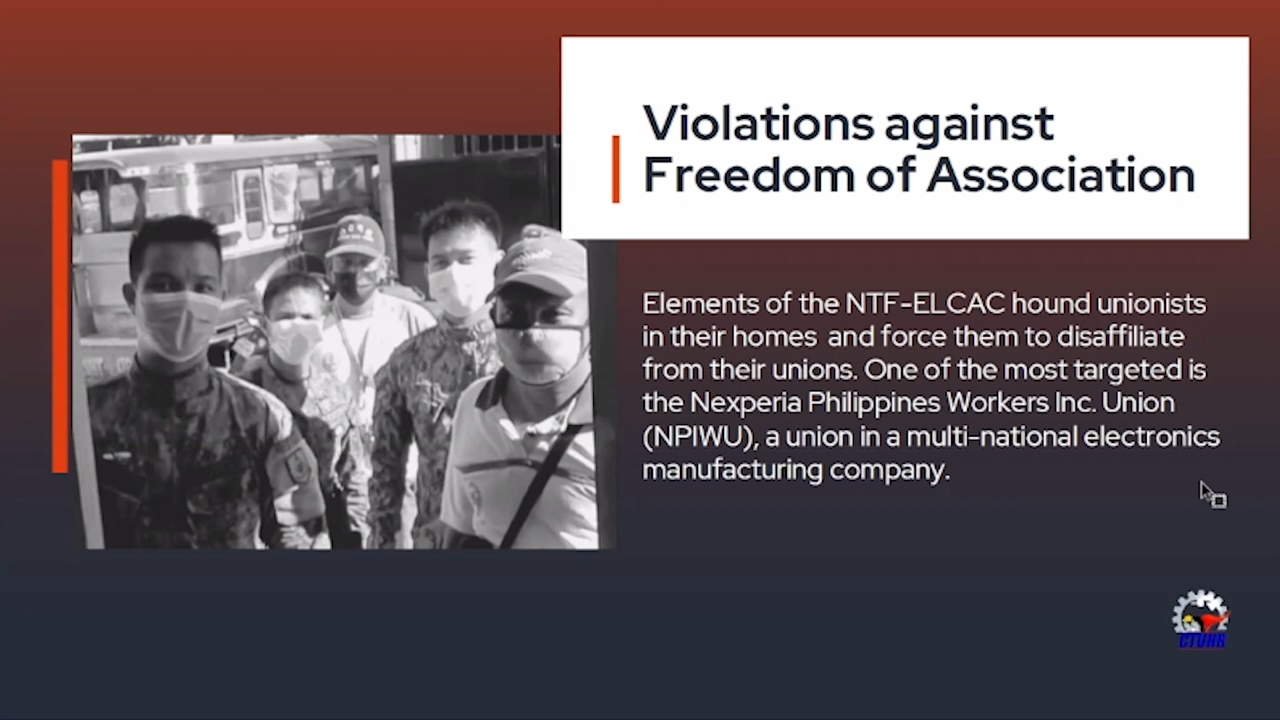 Violations against
Freedom of Association
Elements of the NTF-ELCAC hound unionists
in their homes and force them to disaffiliate
from their unions. One of the most targeted is
the Nexperia Philippines Workers Inc. Union
(NPIWU), a union in a multi-national electronics
manufacturing company.
CTUHR